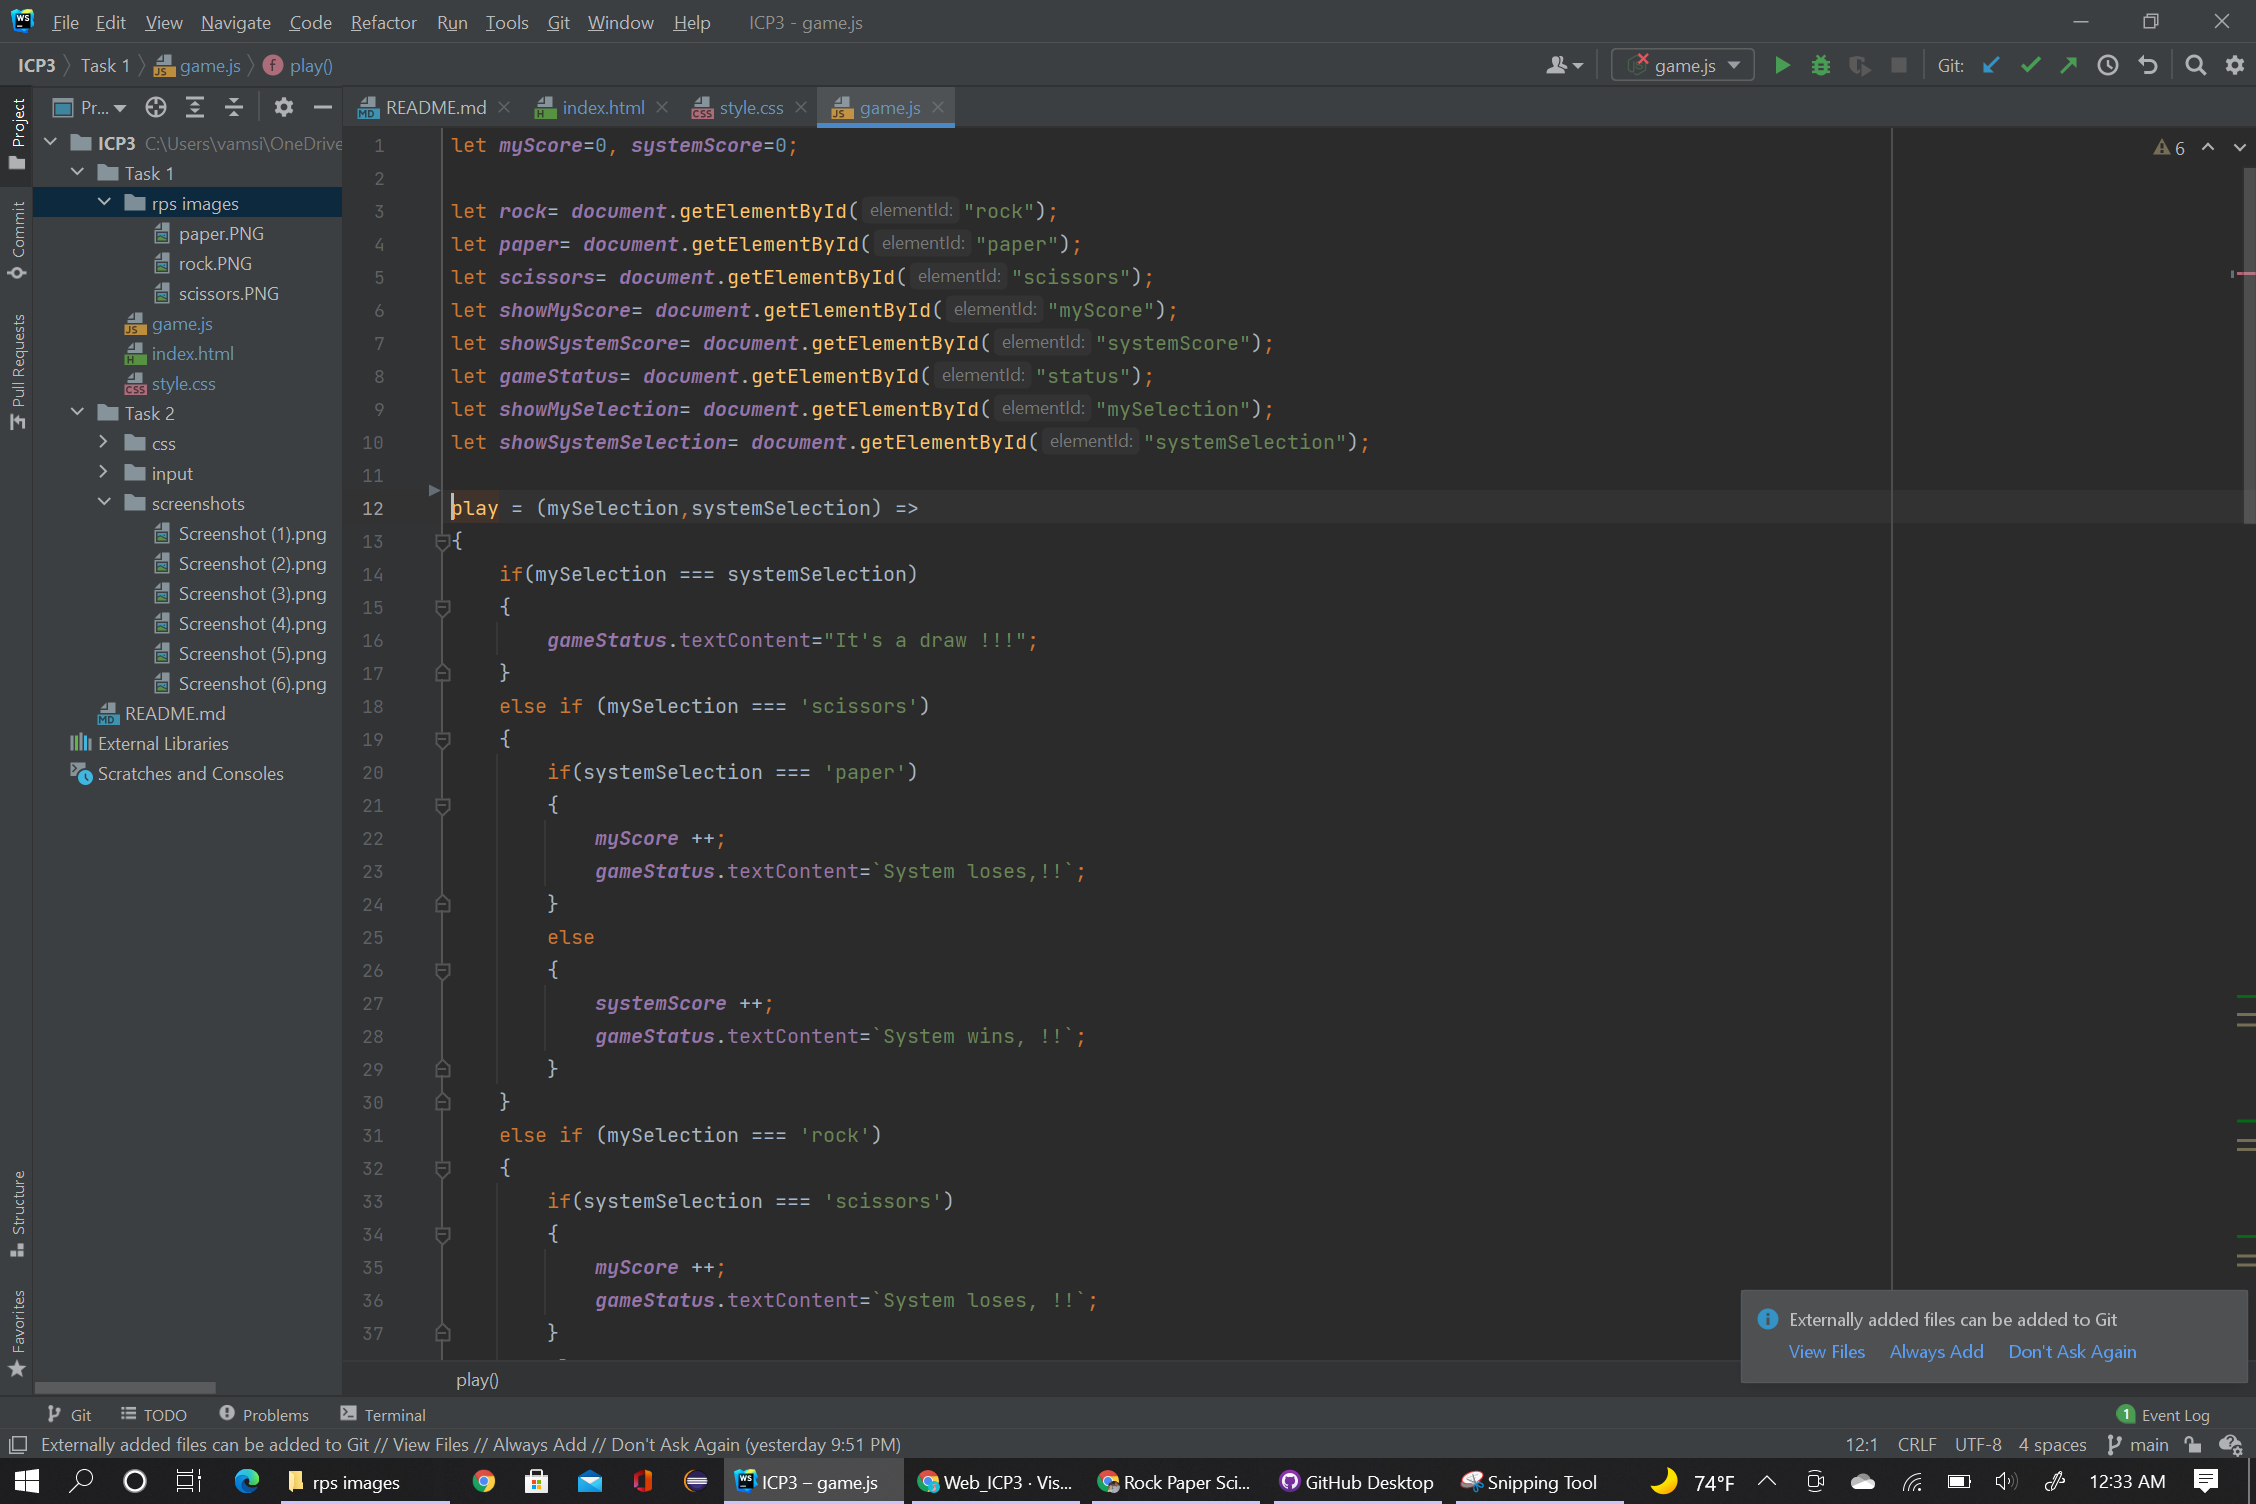 File Edit View Navigate Code Refactor Run Tools Git Window Help ICP3 - game.js
ICP3 Task 1 game.js play() game.js Git:
Pr... README.md index.html style.css game.js
Project
Commit
Pull Requests
Structure
Favorites
ICP3 C:\Users\vamsi\OneDrive
Task 1
rps images
paper.PNG
rock.PNG
scissors.PNG
game.js
index.html
style.css
Task 2
css
input
screenshots
Screenshot (1).png
Screenshot (2).png
Screenshot (3).png
Screenshot (4).png
Screenshot (5).png
Screenshot (6).png
README.md
External Libraries
Scratches and Consoles
6
1 let myScore=0, systemScore=0;
2
3 let rock= document.getElementById( elementId: "rock");
4 let paper= document.getElementById( elementId: "paper");
5 let scissors= document.getElementById( elementId: "scissors");
6 let showMyScore= document.getElementById( elementId: "myScore");
7 let showSystemScore= document.getElementById( elementId: "systemScore");
8 let gameStatus= document.getElementById( elementId: "status");
9 let showMySelection= document.getElementById( elementId: "mySelection");
10 let showSystemSelection= document.getElementById( elementId: "systemSelection");
11
12 play = (mySelection,systemSelection) =>
13 {
14 if(mySelection === systemSelection)
15 {
16 gameStatus.textContent="It's a draw !!!";
17 }
18 else if (mySelection === 'scissors')
19 {
20 if(systemSelection === 'paper')
21 {
22 myScore ++;
23 gameStatus.textContent=`System loses,!!`;
24 }
25 else
26 {
27 systemScore ++;
28 gameStatus.textContent=`System wins, !!`;
29 }
30 }
31 else if (mySelection === 'rock')
32 {
33 if(systemSelection === 'scissors')
34 {
35 myScore ++;
36 gameStatus.textContent=`System loses, !!`;
37 }
play()
Externally added files can be added to Git
View Files Always Add Don't Ask Again
Git TODO Problems Terminal 1 Event Log
Externally added files can be added to Git // View Files // Always Add // Don't Ask Again (yesterday 9:51 PM) 12:1 CRLF UTF-8 4 spaces main
rps images ICP3 – game.js Web_ICP3 · Vis... Rock Paper Sci... GitHub Desktop Snipping Tool 74°F 12:33 AM